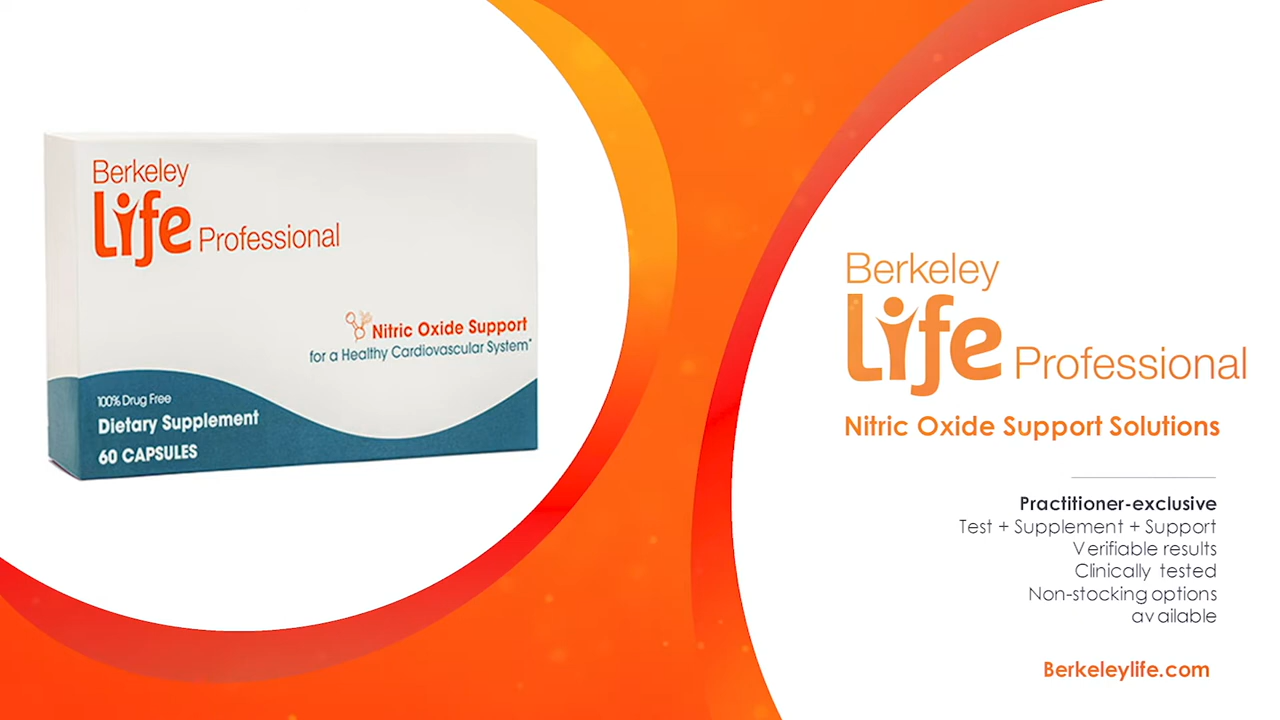 Berkeley
Life Professional
Nitric Oxide Support
for a Healthy Cardiovascular System*
100% Drug Free
Dietary Supplement
60 CAPSULES
Berkeley
Life Professional
Nitric Oxide Support Solutions
Practitioner-exclusive
Test + Supplement + Support
Verifiable results
Clinically tested
Non-stocking options
available
Berkeleylife.com